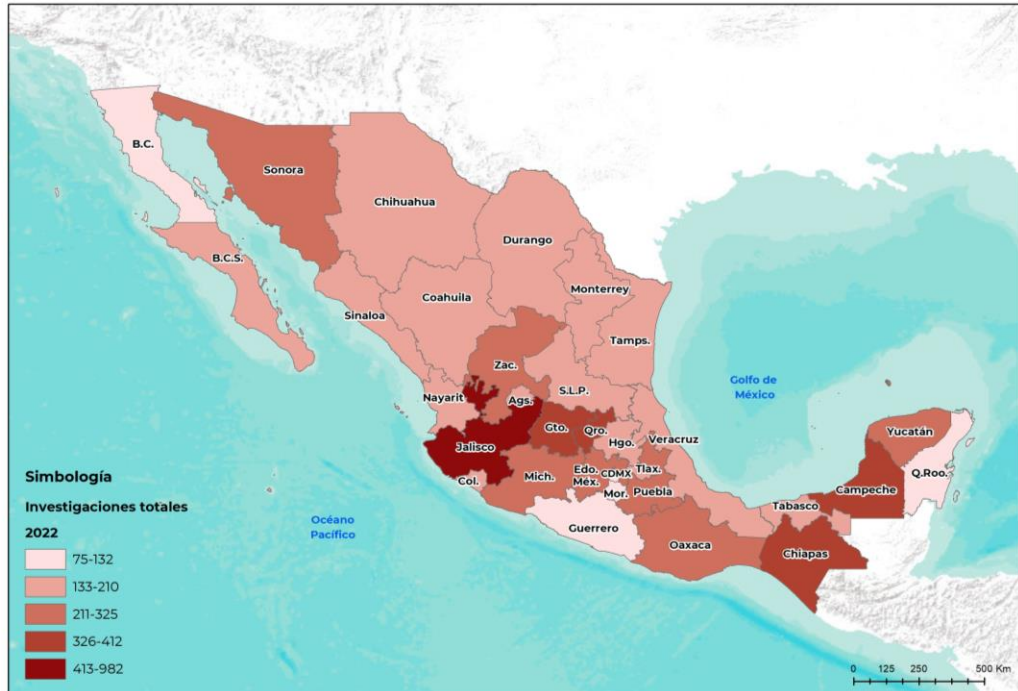 B.C.
Sonora
Chihuahua
B.C.S.
Durango
Coahuila
Monterrey
Sinaloa
Tamps.
Zac.
Golfo de
México
Nayarit
Ags.
S.L.P.
Gto.
Qro.
Hgo.
Veracruz
Yucatán
Jalisco
Q.Roo.
Col.
Mich.
Edo.
Méx.
CDMX
Tlax.
Campeche
Mor.
Puebla
Tabasco
Guerrero
Oaxaca
Chiapas
Océano
Pacífico
Simbología
Investigaciones totales
2022
75-132
133-210
211-325
326-412
413-982
0 125 250 500 Km